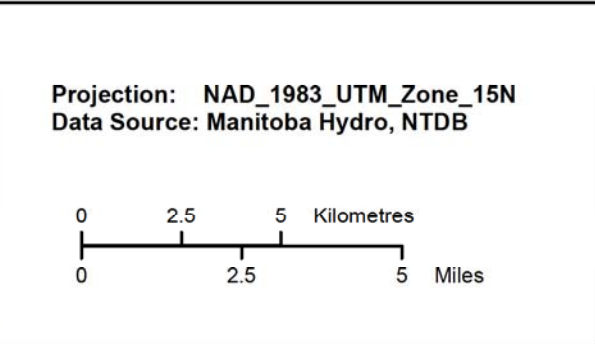 Projection: NAD_1983_UTM_Zone_15N
Data Source: Manitoba Hydro, NTDB
0 2.5 5 Kilometres
0 2.5 5 Miles